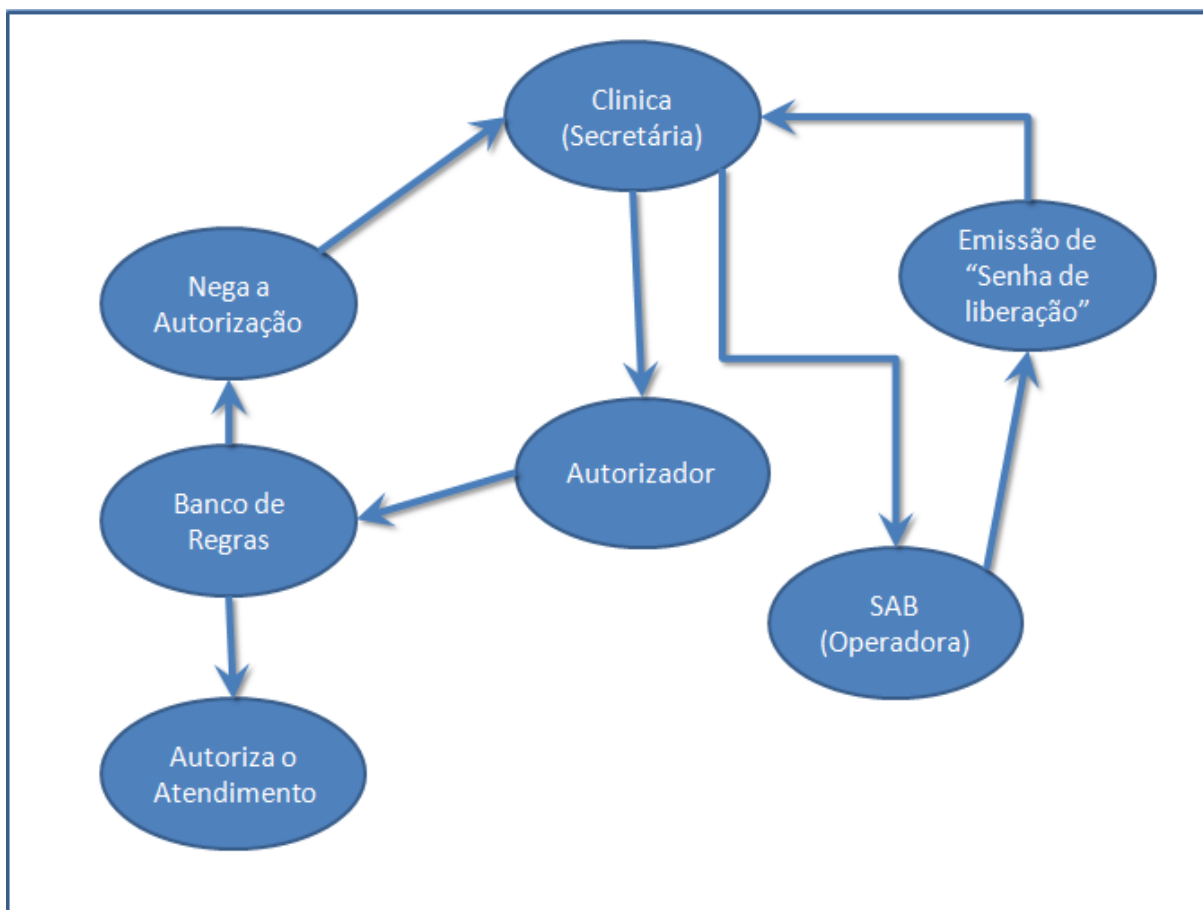 Clinica
(Secretária)
Emissão de
“Senha de
liberação”
Nega a
Autorização
Autorizador
Banco de
Regras
SAB
(Operadora)
Autoriza o
Atendimento